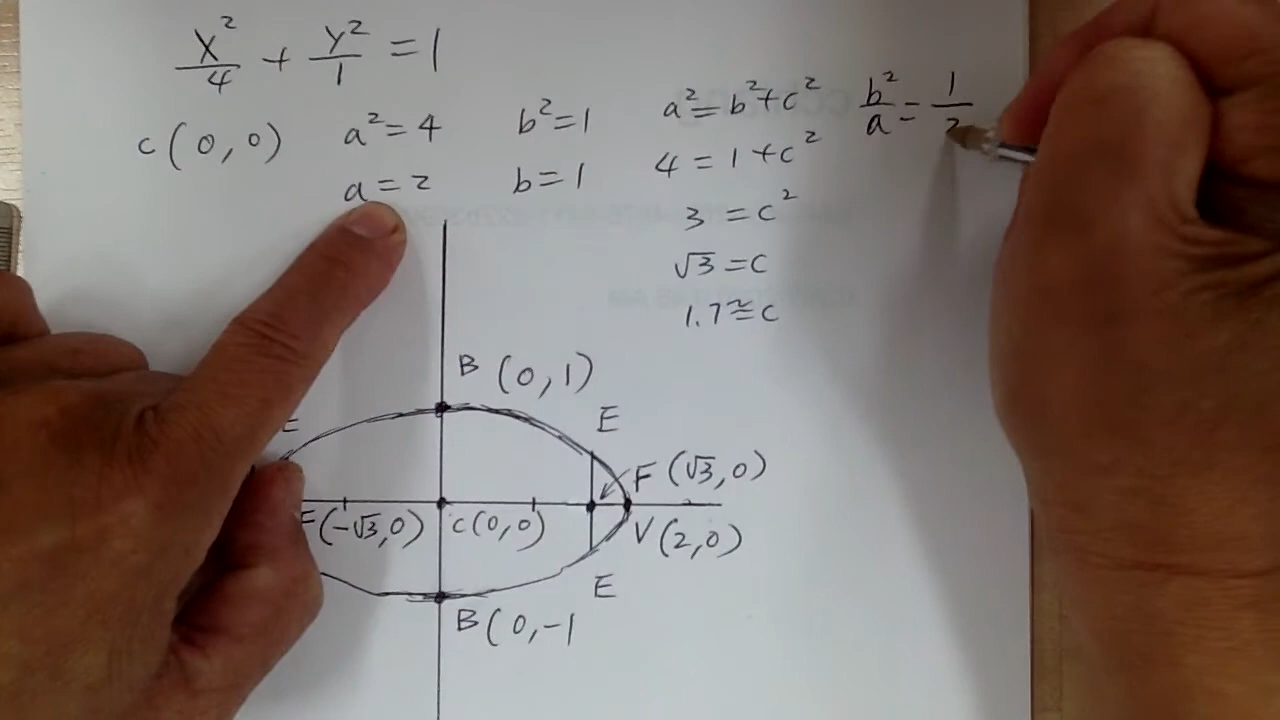 x²/4 + y²/1 = 1
C(0,0)
a² = 4
a = 2
b² = 1
b = 1
a² = b² + c²
4 = 1 + c²
3 = c²
√3 = c
1.7 ≅ c
b²/a = 1/2
B (0,1)
E
E
F (√3,0)
F(-√3,0)
C(0,0)
V(2,0)
E
B(0,-1